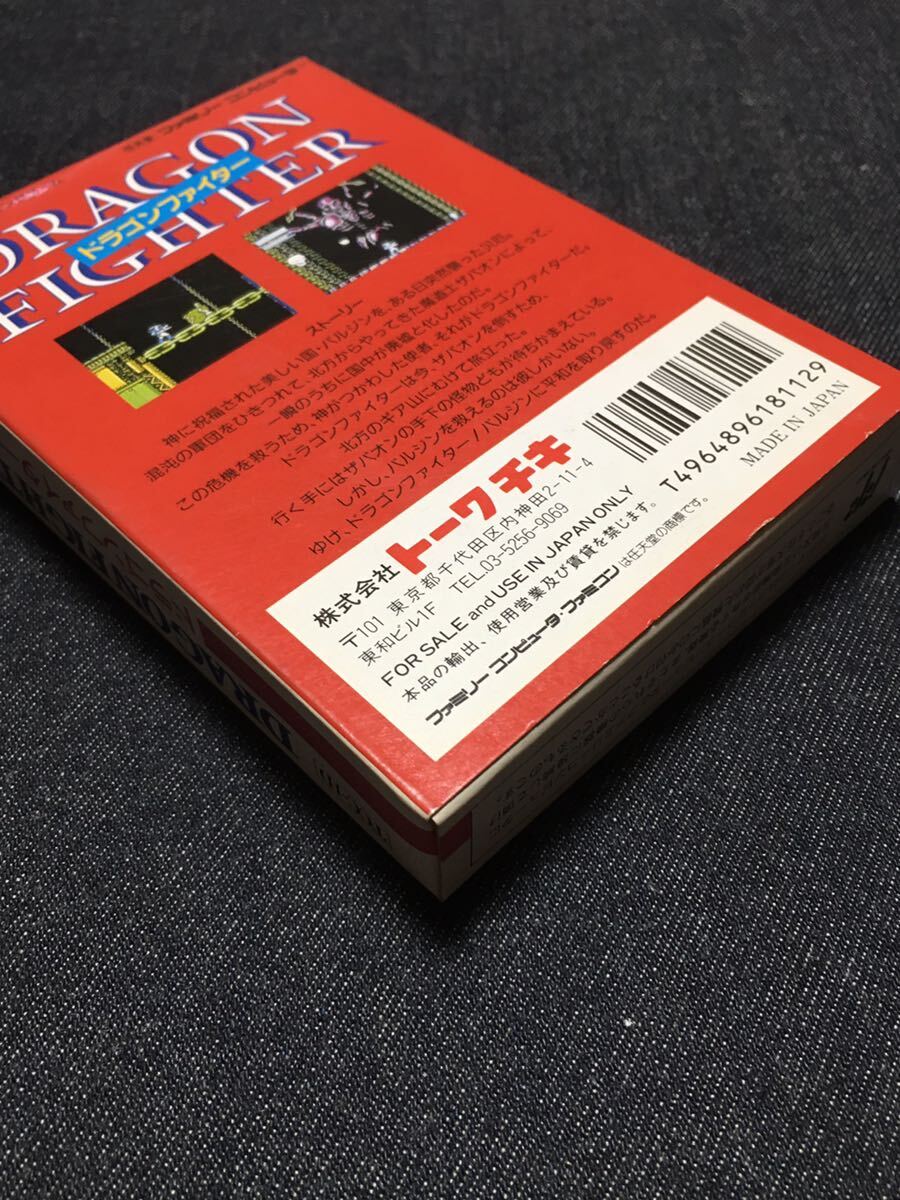 ファミリーコンピュータ
DRAGON
FIGHTER
ドラゴンファイター
ストーリー
神に祝福された美しい国・バルジンを、ある日突然襲った災厄。
混沌の軍団をひきつれて、北方からやってきた魔道士ザバオンによって、
一瞬のうちに国中が廃墟と化したのだ。
この危機を救うため、神がつかわした使者、それがドラゴンファイターだ。
ドラゴンファイターは今、ザバオンを倒すため、
北方のギア山にむけて旅立った。
行く手にはザバオンの手下の怪物どもが待ちかまえている。
しかし、バルジンを救えるのは彼しかいない。
ゆけ、ドラゴンファイター/バルジンに平和を取り戻すのだ。
T4964896181129
MADE IN JAPAN
株式会社トーワチキ
〒101 東京都千代田区内神田2-11-4
東和ビル1F TEL.03-5256-9069
FOR SALE and USE IN JAPAN ONLY
本品の輸出、使用営業及び賃貸を禁じます。
ファミリーコンピュータ・ファミコンは任天堂の商標です。